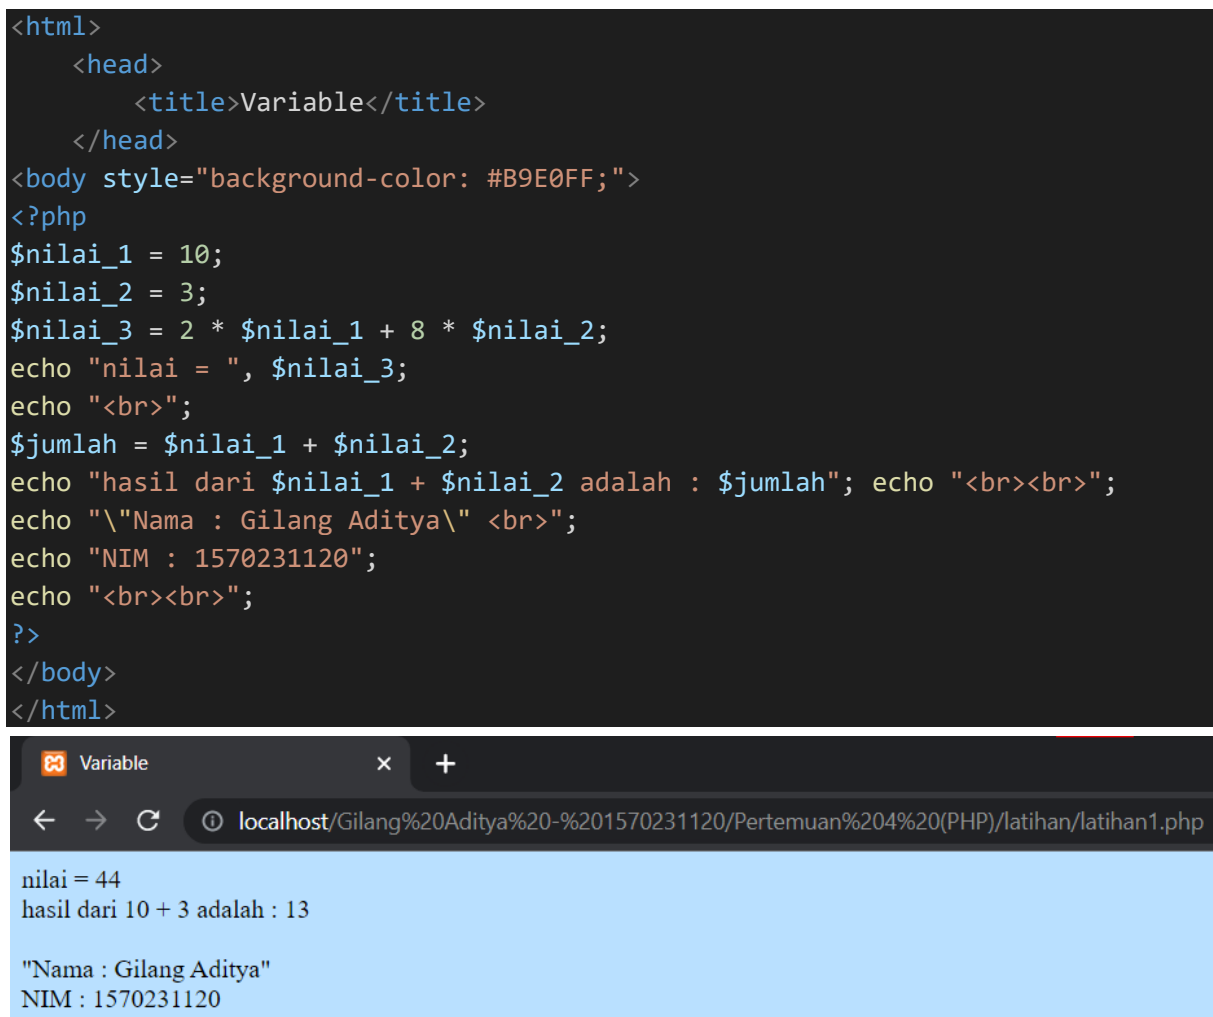 <html>
    <head>
        <title>Variable</title>
    </head>
<body style="background-color: #B9E0FF;">
<?php
$nilai_1 = 10;
$nilai_2 = 3;
$nilai_3 = 2 * $nilai_1 + 8 * $nilai_2;
echo "nilai = ", $nilai_3;
echo "<br>";
$jumlah = $nilai_1 + $nilai_2;
echo "hasil dari $nilai_1 + $nilai_2 adalah : $jumlah"; echo "<br><br>";
echo "\"Nama : Gilang Aditya\" <br>";
echo "NIM : 1570231120";
echo "<br><br>";
?>
</body>
</html>
Variable
localhost/Gilang%20Aditya%20-%201570231120/Pertemuan%204%20(PHP)/latihan/latihan1.php
nilai = 44
hasil dari 10 + 3 adalah : 13
"Nama : Gilang Aditya"
NIM : 1570231120